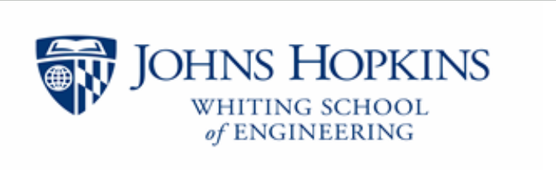 JOHNS HOPKINS
WHITING SCHOOL
of ENGINEERING